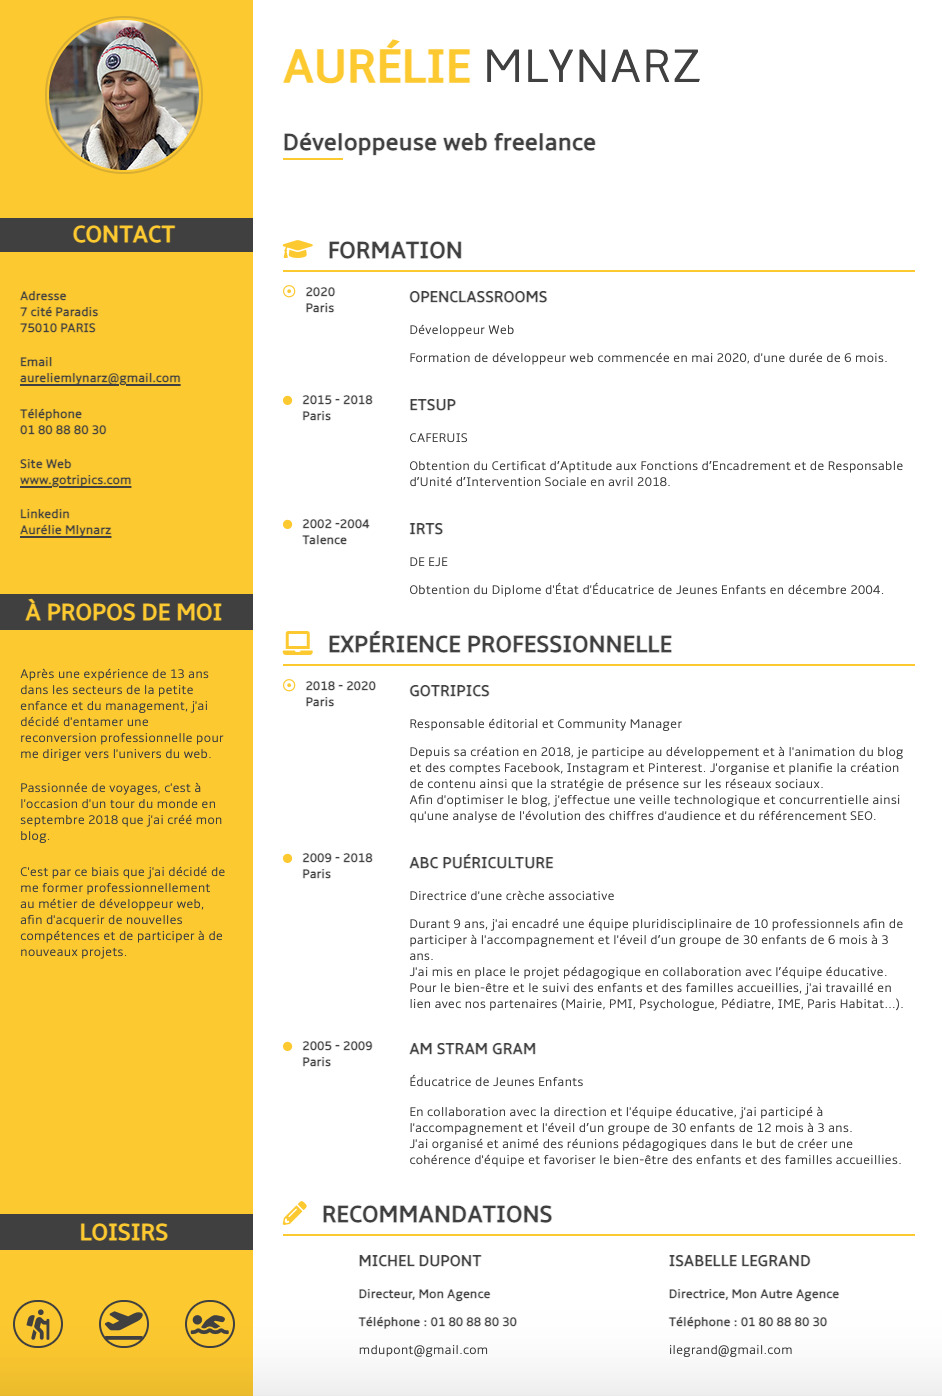 AURÉLIE MLYNARZ
Développeuse web freelance
CONTACT
Adresse
7 cité Paradis
75010 PARIS
Email
aureliemlynarz@gmail.com
Téléphone
01 80 88 80 30
Site Web
www.gotripics.com
Linkedin
Aurélie Mlynarz
À PROPOS DE MOI
Après une expérience de 13 ans
dans les secteurs de la petite
enfance et du management, j'ai
décidé d'entamer une
reconversion professionnelle pour
me diriger vers l'univers du web.
Passionnée de voyages, c'est à
l'occasion d'un tour du monde en
septembre 2018 que j'ai créé mon
blog.
C'est par ce biais que j'ai décidé de
me former professionnellement
au métier de développeur web,
afin d'acquerir de nouvelles
compétences et de participer à de
nouveaux projets.
LOISIRS
FORMATION
2020
Paris
OPENCLASSROOMS
Développeur Web
Formation de développeur web commencée en mai 2020, d'une durée de 6 mois.
2015 - 2018
Paris
ETSUP
CAFERUIS
Obtention du Certificat d’Aptitude aux Fonctions d’Encadrement et de Responsable
d’Unité d’Intervention Sociale en avril 2018.
2002 -2004
Talence
IRTS
DE EJE
Obtention du Diplome d'État d'Éducatrice de Jeunes Enfants en décembre 2004.
EXPÉRIENCE PROFESSIONNELLE
2018 - 2020
Paris
GOTRIPICS
Responsable éditorial et Community Manager
Depuis sa création en 2018, je participe au développement et à l'animation du blog
et des comptes Facebook, Instagram et Pinterest. J'organise et planifie la création
de contenu ainsi que la stratégie de présence sur les réseaux sociaux.
Afin d'optimiser le blog, j'effectue une veille technologique et concurrentielle ainsi
qu'une analyse de l'évolution des chiffres d'audience et du référencement SEO.
2009 - 2018
Paris
ABC PUÉRICULTURE
Directrice d'une crèche associative
Durant 9 ans, j'ai encadré une équipe pluridisciplinaire de 10 professionnels afin de
participer à l'accompagnement et l'éveil d’un groupe de 30 enfants de 6 mois à 3
ans.
J'ai mis en place le projet pédagogique en collaboration avec l’équipe éducative.
Pour le bien-être et le suivi des enfants et des familles accueillies, j'ai travaillé en
lien avec nos partenaires (Mairie, PMI, Psychologue, Pédiatre, IME, Paris Habitat...).
2005 - 2009
Paris
AM STRAM GRAM
Éducatrice de Jeunes Enfants
En collaboration avec la direction et l'équipe éducative, j'ai participé à
l’accompagnement et l'éveil d’un groupe de 30 enfants de 12 mois à 3 ans.
J'ai organisé et animé des réunions pédagogiques dans le but de créer une
cohérence d'équipe et favoriser le bien-être des enfants et des familles accueillies.
RECOMMANDATIONS
MICHEL DUPONT
Directeur, Mon Agence
Téléphone : 01 80 88 80 30
mdupont@gmail.com
ISABELLE LEGRAND
Directrice, Mon Autre Agence
Téléphone : 01 80 88 80 30
ilegrand@gmail.com